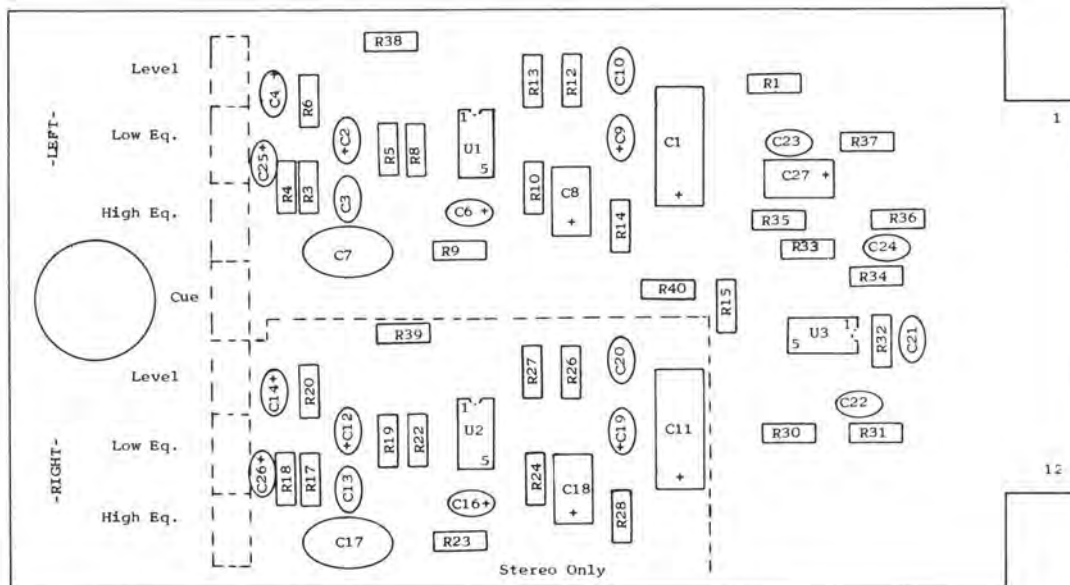 R38
Level
C4 +
R6
R13
R12
C10
R1
1
-LEFT-
Low Eq.
C25+
+C2
R5
R8
1
U1
5
+C9
C1
+
C23
R37
C27 +
R4
R3
C3
R10
C8
+
High Eq.
C6 +
R14
R35
R36
C7
R9
R33
C24
R34
Cue
R40
R15
R39
U3
1
5
R32
C21
Level
C14+
R20
R27
R26
C20
C22
-RIGHT-
Low Eq.
+C12
R19
R22
1
U2
5
+C19
C11
+
R30
R31
C26+
R18
R17
C13
R24
C18
+
12
High Eq.
C16+
R28
C17
R23
Stereo Only